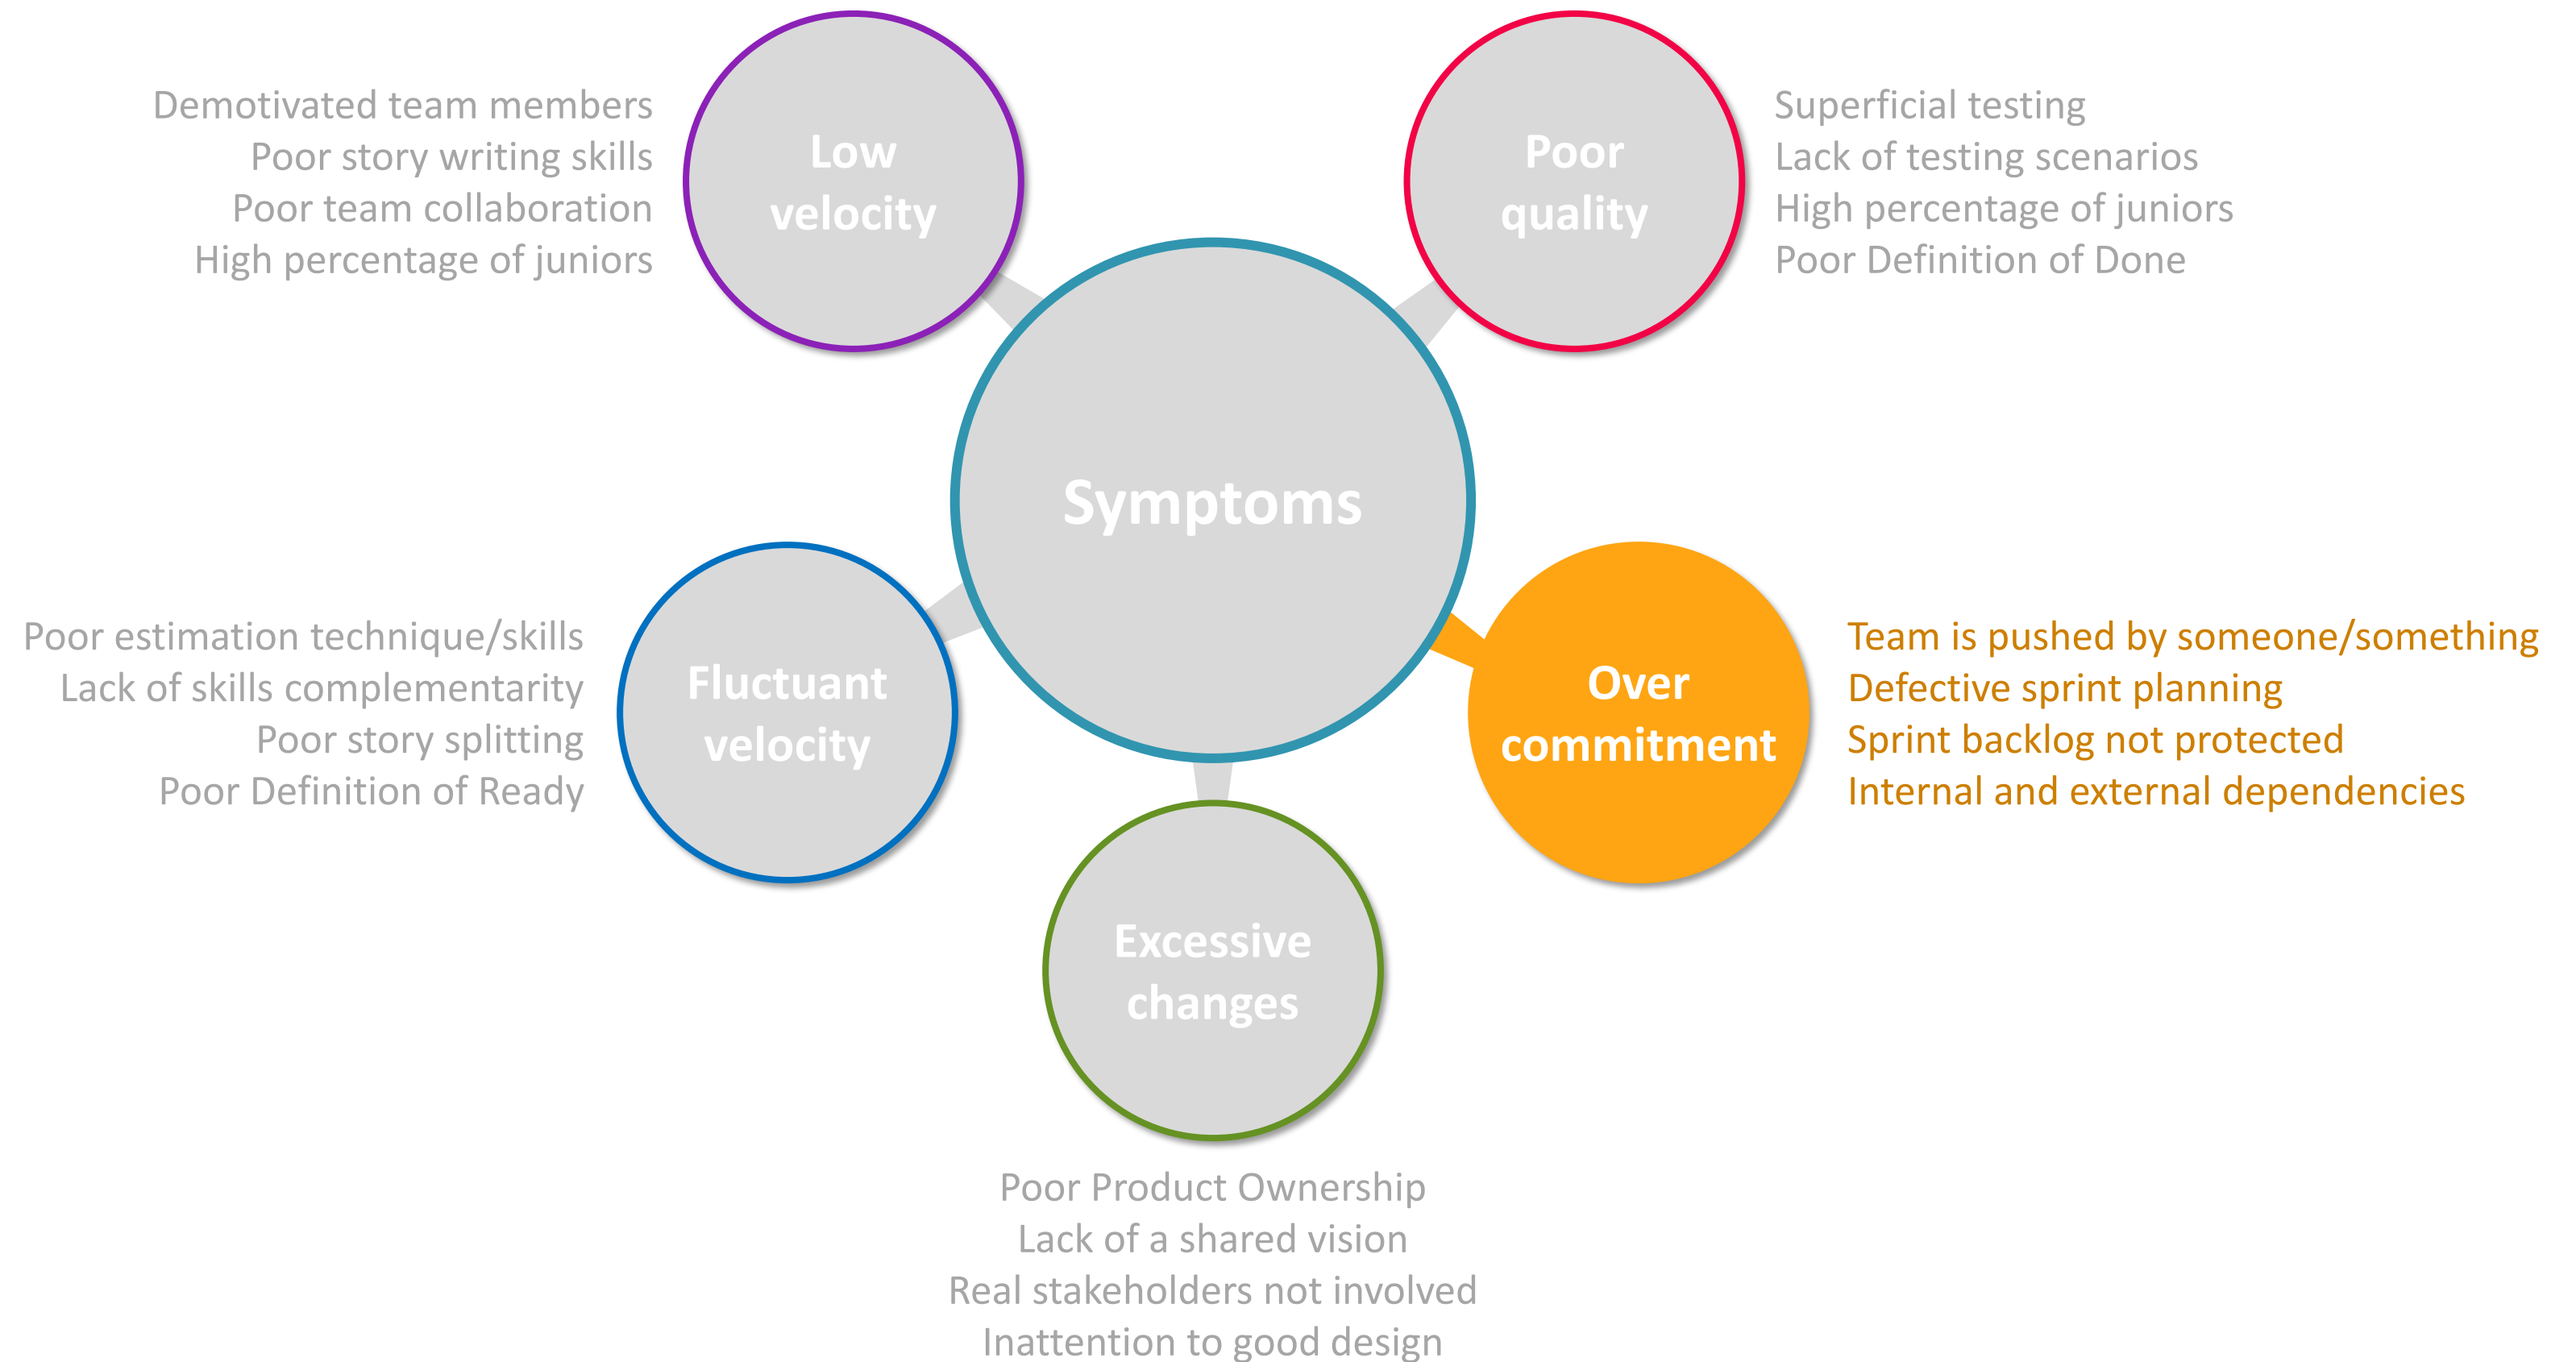 Demotivated team members
Poor story writing skills
Poor team collaboration
High percentage of juniors
Low
velocity
Poor
quality
Superficial testing
Lack of testing scenarios
High percentage of juniors
Poor Definition of Done
Symptoms
Poor estimation technique/skills
Lack of skills complementarity
Poor story splitting
Poor Definition of Ready
Fluctuant
velocity
Over
commitment
Team is pushed by someone/something
Defective sprint planning
Sprint backlog not protected
Internal and external dependencies
Excessive
changes
Poor Product Ownership
Lack of a shared vision
Real stakeholders not involved
Inattention to good design